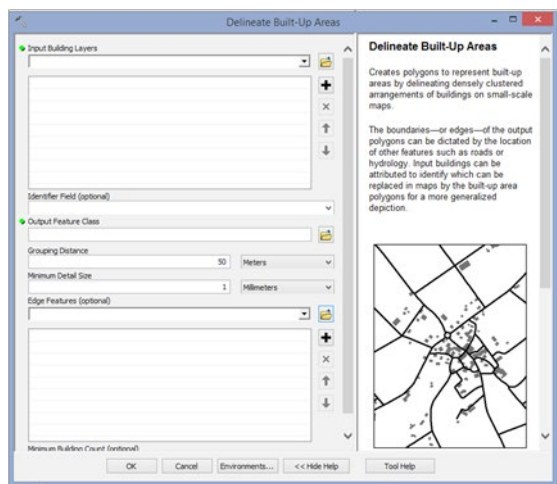 Delineate Built-Up Areas
Input Building Layers
Identifier Field (optional)
Output Feature Class
Grouping Distance
50 Meters
Minimum Detail Size
1 Millimeters
Edge Features (optional)
Minimum Building Count (optional)
Delineate Built-Up Areas
Creates polygons to represent built-up
areas by delineating densely clustered
arrangements of buildings on small-scale
maps.
The boundaries—or edges—of the output
polygons can be dictated by the location
of other features such as roads or
hydrology. Input buildings can be
attributed to identify which can be
replaced in maps by the built-up area
polygons for a more generalized
depiction.
OK
Cancel
Environments...
<< Hide Help
Tool Help